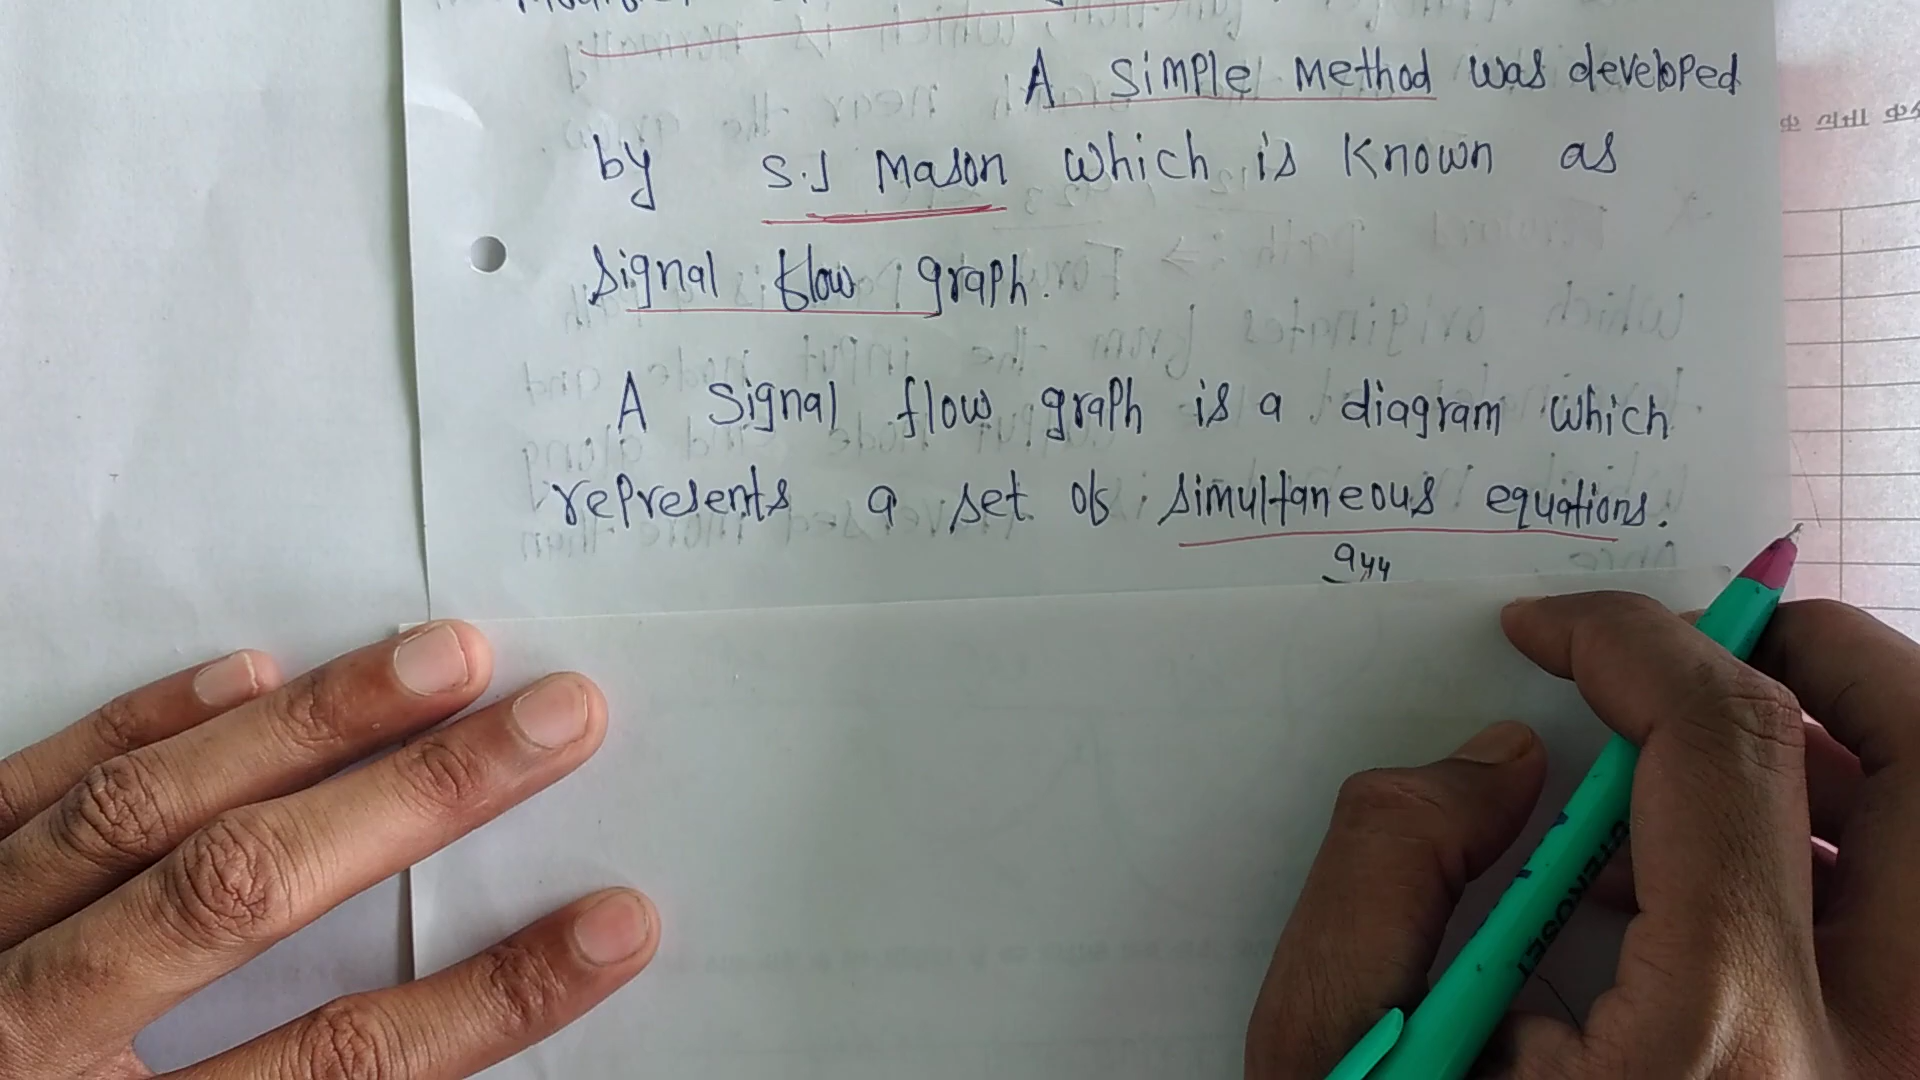 A simple method was developed
by S.J Mason which is known as
signal flow graph.
A signal flow graph is a diagram which
represents a set of simultaneous equations.
a44